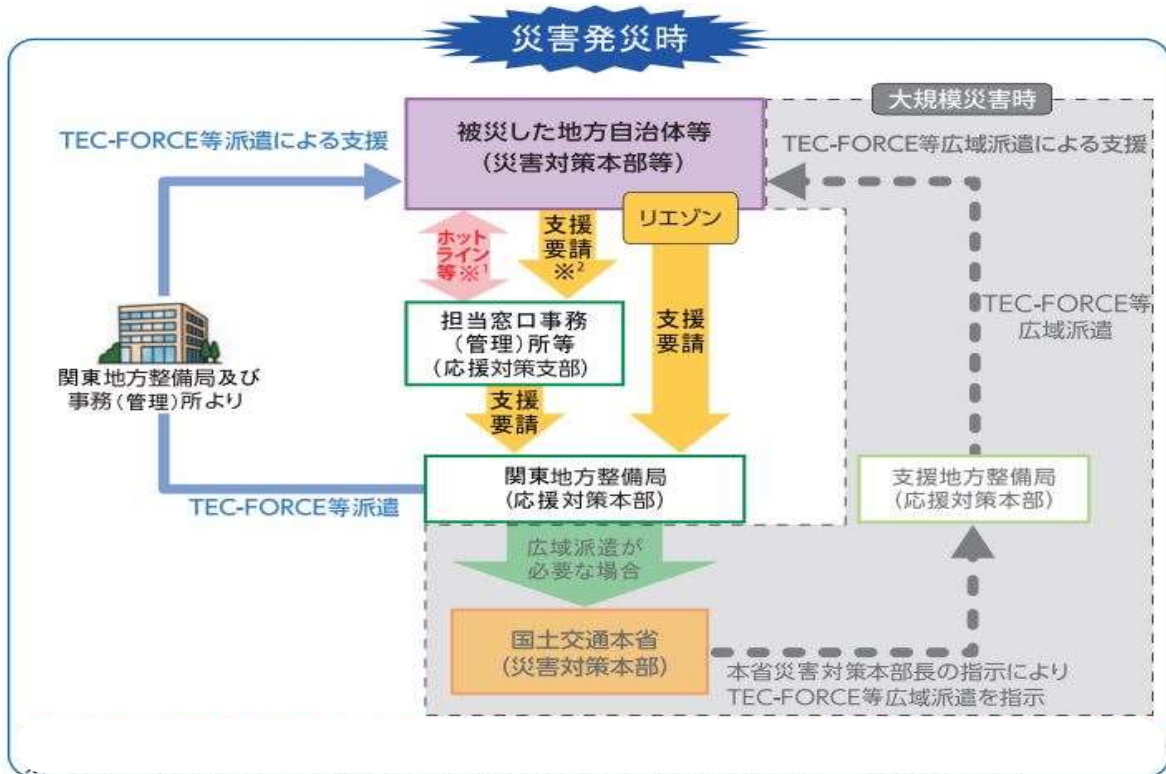 災害発災時
大規模災害時
TEC-FORCE等派遣による支援
被災した地方自治体等
(災害対策本部等)
TEC-FORCE等広域派遣による支援
リエゾン
ホット
ライン
等※1
支援
要請
※2
支援
要請
TEC-FORCE等
広域派遣
担当窓口事務
(管理)所等
(応援対策支部)
関東地方整備局及び
事務(管理)所より
支援
要請
関東地方整備局
(応援対策本部)
支援地方整備局
(応援対策本部)
TEC-FORCE等派遣
広域派遣が
必要な場合
国土交通本省
(災害対策本部)
本省災害対策本部長の指示により
TEC-FORCE等広域派遣を指示